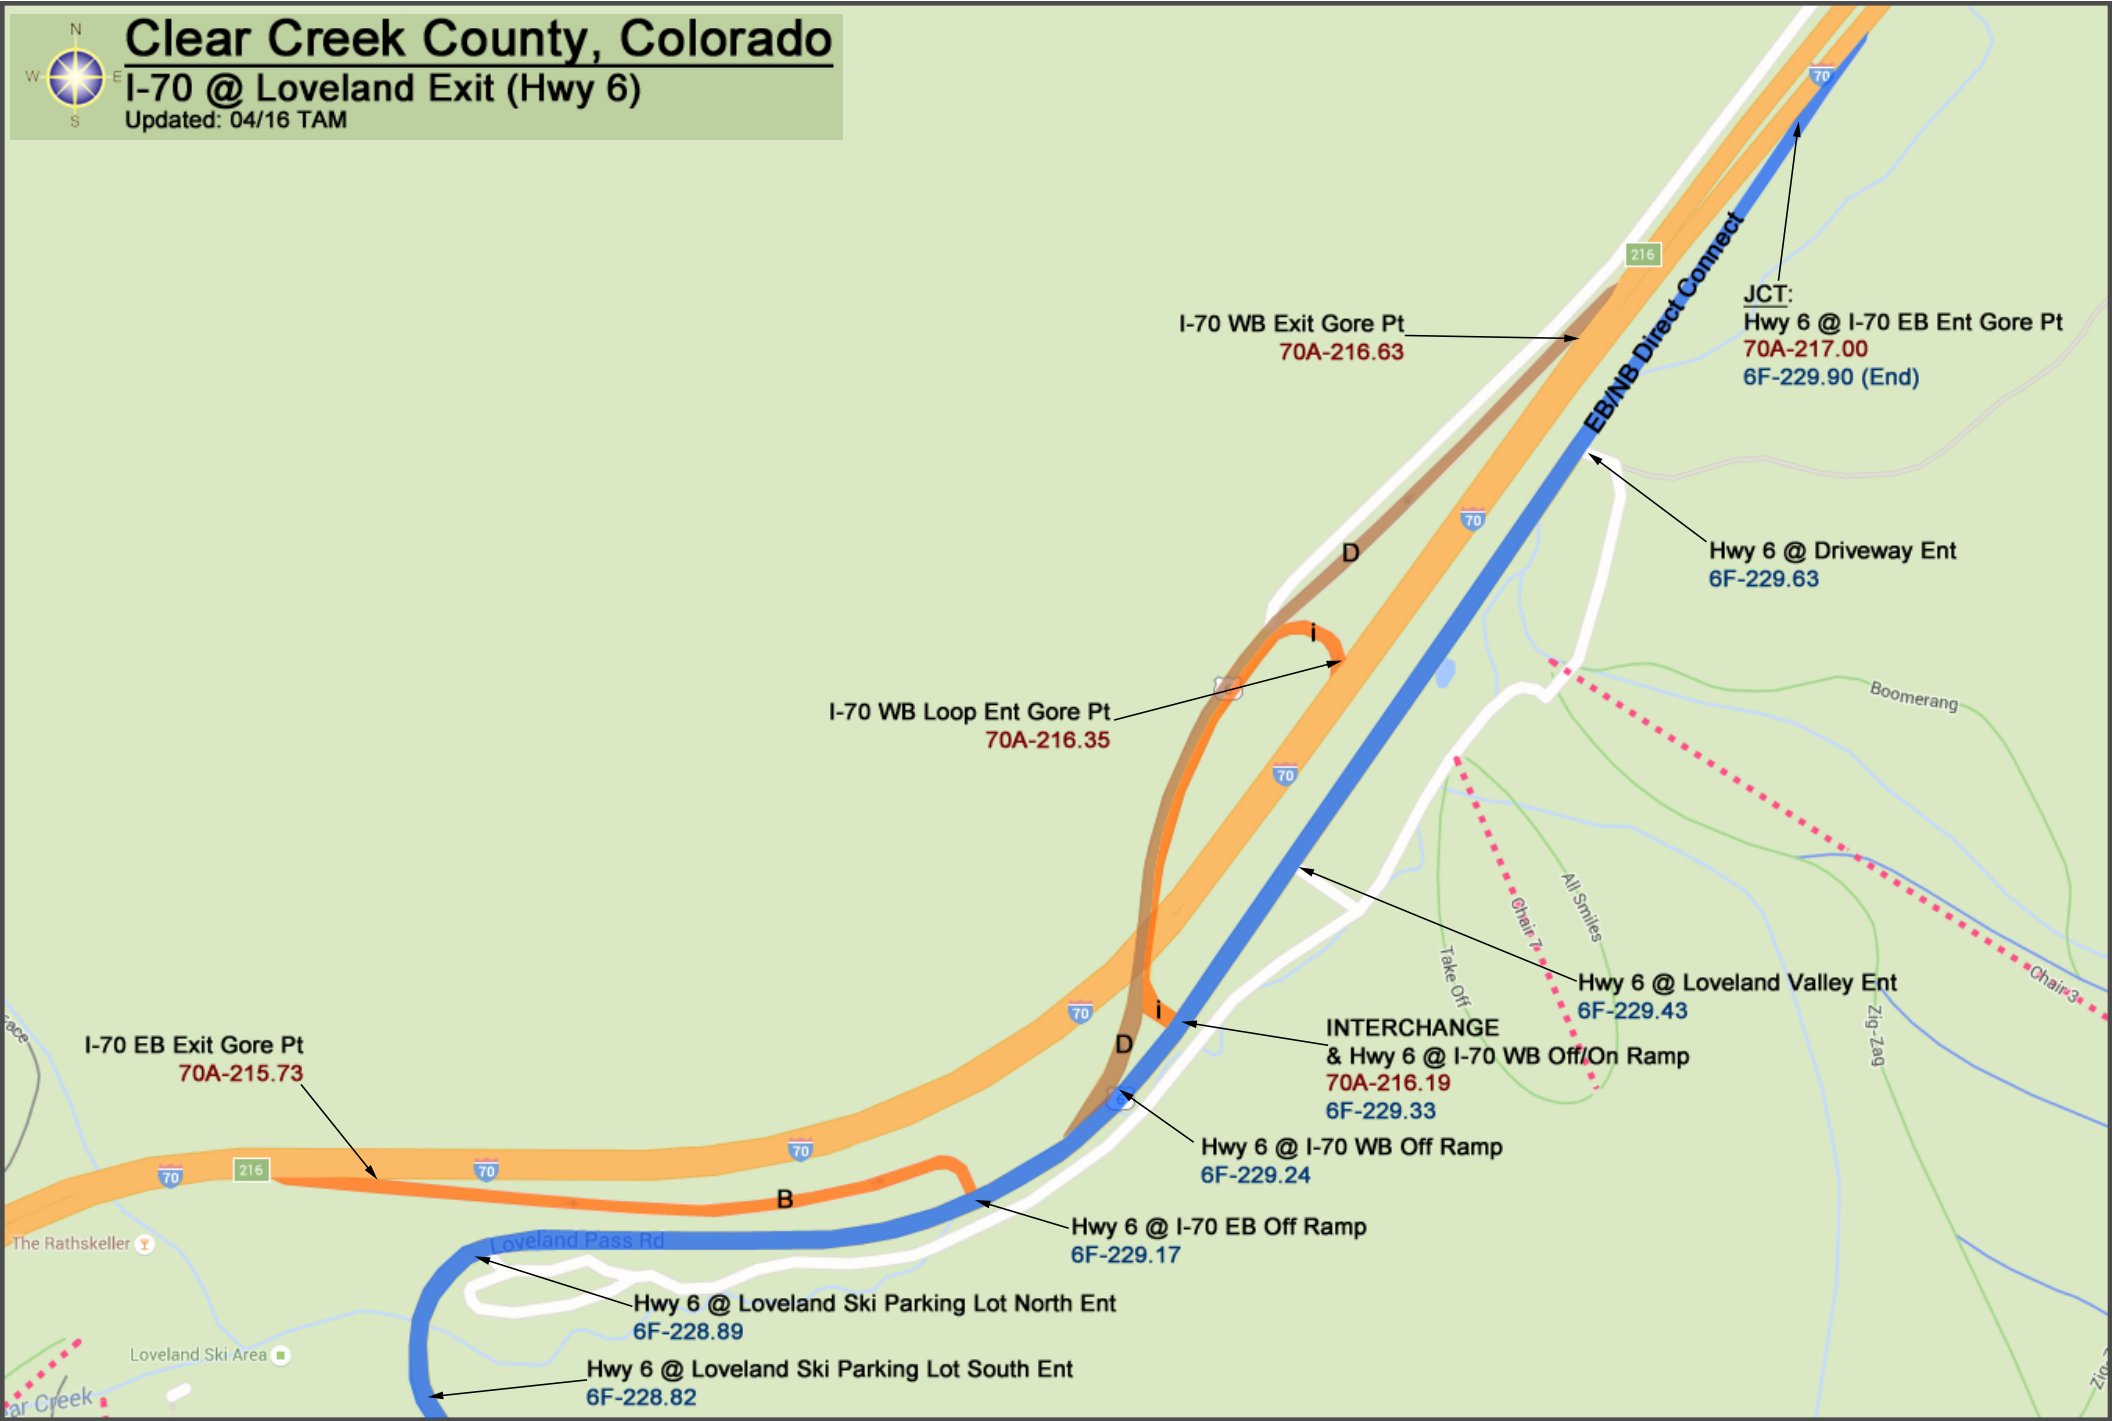 N
W E
S
Clear Creek County, Colorado
I-70 @ Loveland Exit (Hwy 6)
Updated: 04/16 TAM
70
216
EB/NB Direct Connect
JCT:
Hwy 6 @ I-70 EB Ent Gore Pt
70A-217.00
6F-229.90 (End)
I-70 WB Exit Gore Pt
70A-216.63
70
D
Hwy 6 @ Driveway Ent
6F-229.63
i
I-70 WB Loop Ent Gore Pt
70A-216.35
Boomerang
70
All Smiles
Chair 7
Take Off
Chair 3
Zig-Zag
Hwy 6 @ Loveland Valley Ent
6F-229.43
70
i
D
INTERCHANGE
& Hwy 6 @ I-70 WB Off/On Ramp
70A-216.19
6F-229.33
I-70 EB Exit Gore Pt
70A-215.73
6
Hwy 6 @ I-70 WB Off Ramp
6F-229.24
70
216
70
70
B
Hwy 6 @ I-70 EB Off Ramp
6F-229.17
The Rathskeller
Loveland Pass Rd
Hwy 6 @ Loveland Ski Parking Lot North Ent
6F-228.89
Loveland Ski Area
Hwy 6 @ Loveland Ski Parking Lot South Ent
6F-228.82
ar Creek